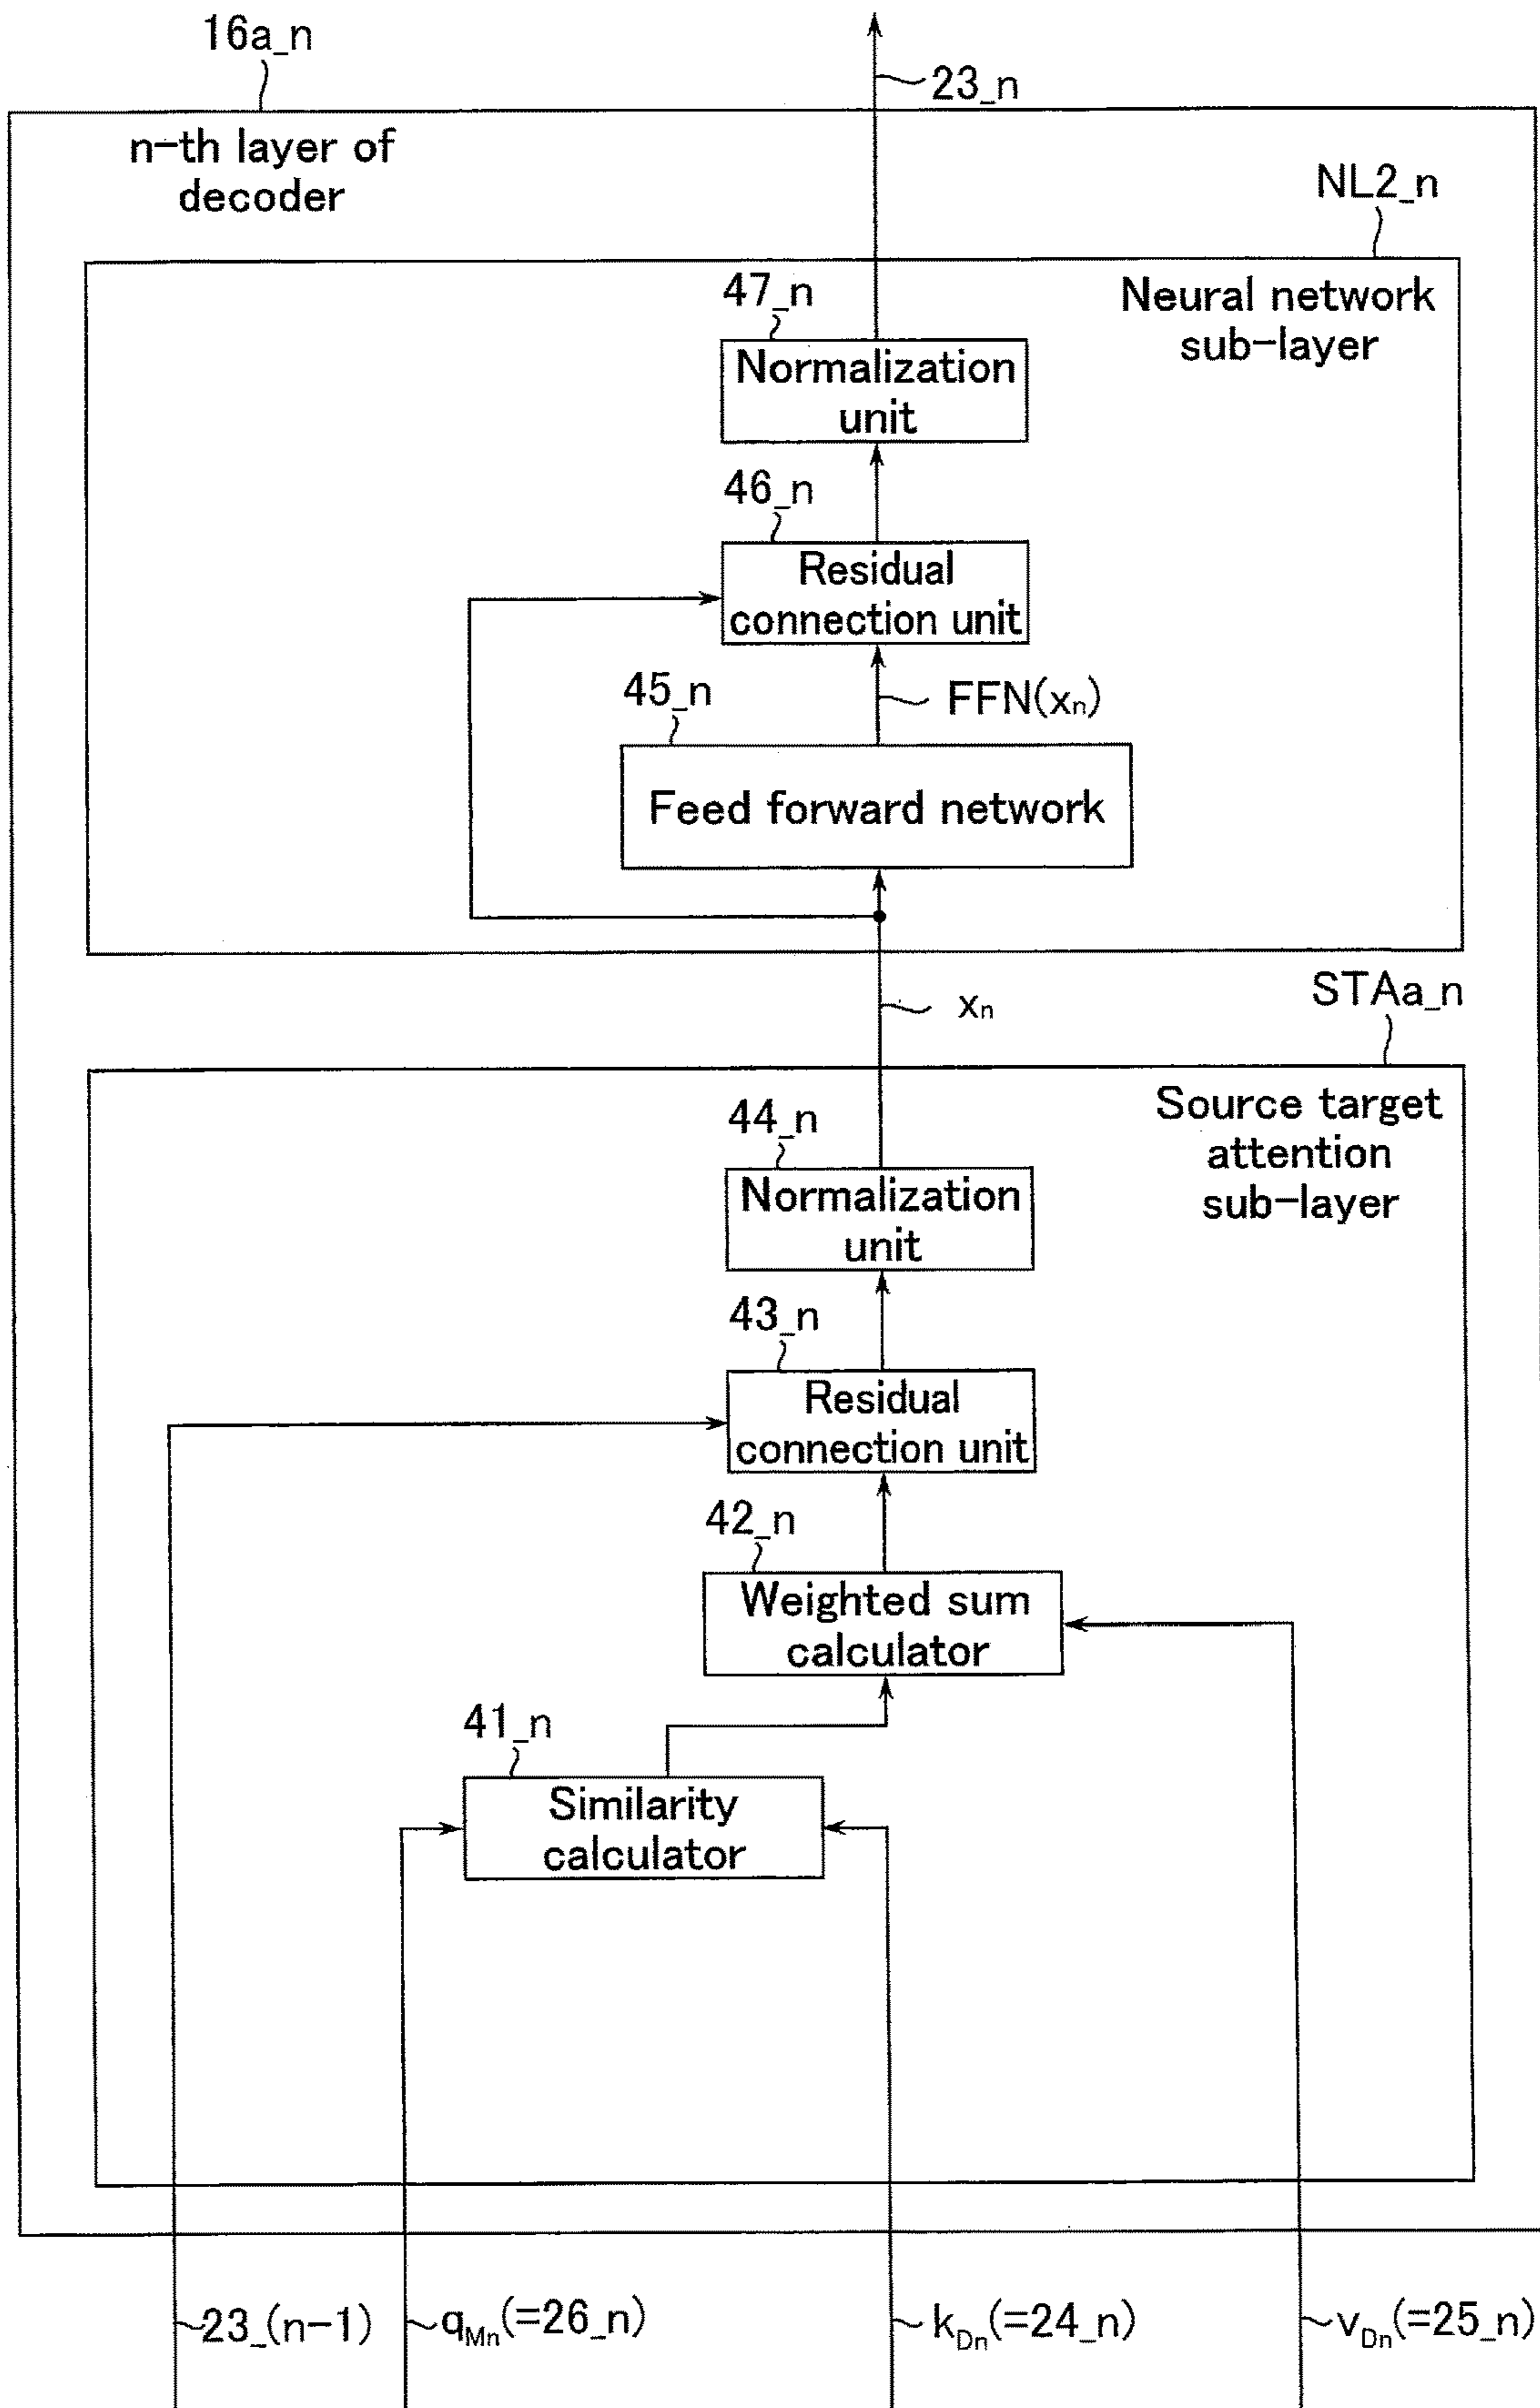 16a_n
23_n
n-th layer of
decoder
NL2_n
Neural network
sub-layer
47_n
Normalization
unit
46_n
Residual
connection unit
45_n
FFN(xn)
Feed forward network
xn
STAa_n
Source target
attention
sub-layer
44_n
Normalization
unit
43_n
Residual
connection unit
42_n
Weighted sum
calculator
41_n
Similarity
calculator
23_(n-1)
qMn(=26_n)
kDn(=24_n)
vDn(=25_n)